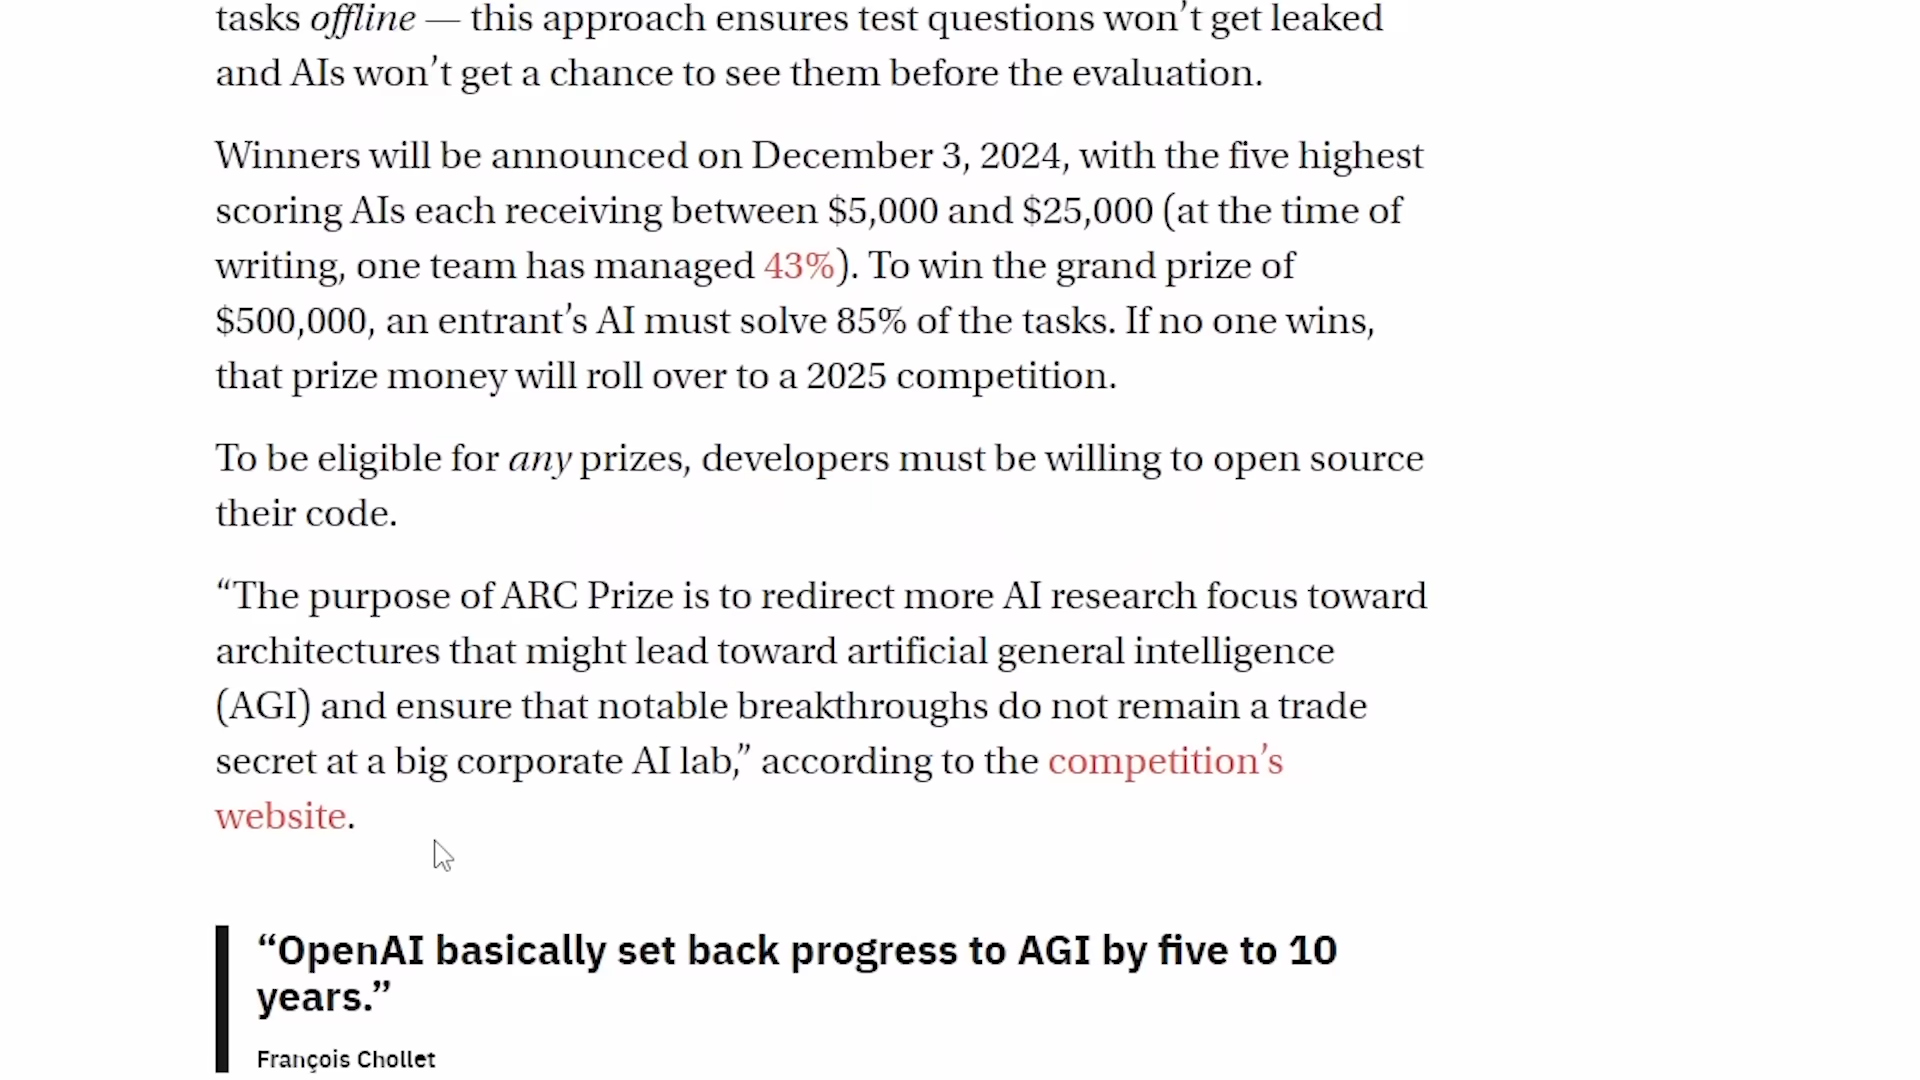 tasks offline — this approach ensures test questions won’t get leaked
and AIs won’t get a chance to see them before the evaluation.
Winners will be announced on December 3, 2024, with the five highest
scoring AIs each receiving between $5,000 and $25,000 (at the time of
writing, one team has managed 43%). To win the grand prize of
$500,000, an entrant’s AI must solve 85% of the tasks. If no one wins,
that prize money will roll over to a 2025 competition.
To be eligible for any prizes, developers must be willing to open source
their code.
“The purpose of ARC Prize is to redirect more AI research focus toward
architectures that might lead toward artificial general intelligence
(AGI) and ensure that notable breakthroughs do not remain a trade
secret at a big corporate AI lab,” according to the competition’s
website.
“OpenAI basically set back progress to AGI by five to 10
years.”
François Chollet